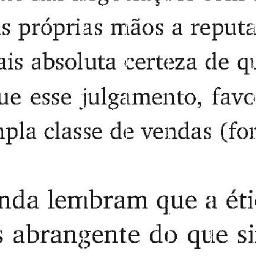 s próprias mãos a reputa
ais absoluta certeza de qu
ue esse julgamento, favo
npla classe de vendas (for
nda lembram que a éti
s abrangente do que si